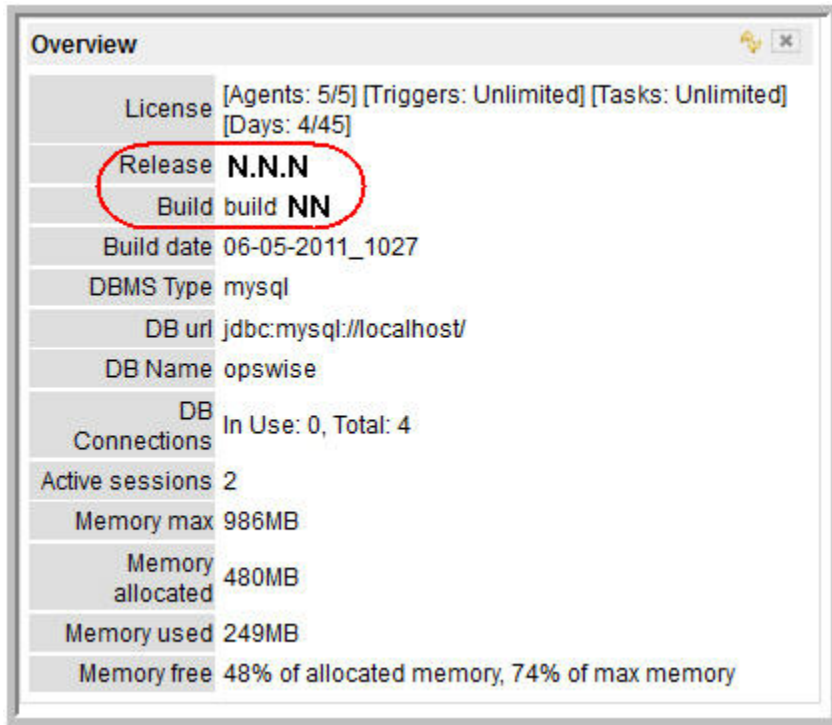 Overview
License [Agents: 5/5] [Triggers: Unlimited] [Tasks: Unlimited]
[Days: 4/45]
Release N.N.N
Build build NN
Build date 06-05-2011_1027
DBMS Type mysql
DB url jdbc:mysql://localhost/
DB Name opswise
DB
Connections In Use: 0, Total: 4
Active sessions 2
Memory max 986MB
Memory
allocated 480MB
Memory used 249MB
Memory free 48% of allocated memory, 74% of max memory